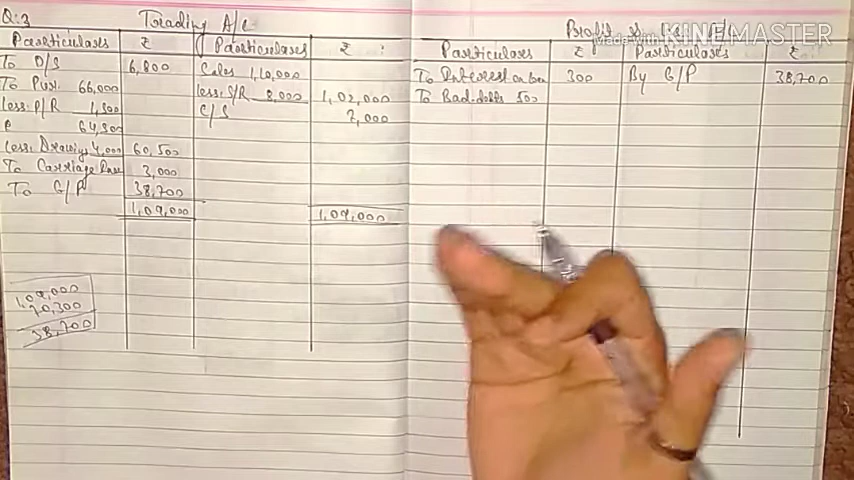 Q.3 Trading A/c
Particulars ₹ Particulars ₹
To O/S 6,800 Sales 1,10,000
To Pur. 66,000 less: S/R 8,000 1,02,000
less: P/R 1,500 C/S 7,000
64,500
less: Drawings 4,000 60,500
To Carriage 3,000
To G/P 38,700
1,09,000 1,09,000
1,09,000
70,300
38,700
Profit &
Made with KINEMASTER
Particulars ₹ Particulars ₹
To Interest on 300 By G/P 38,700
To Bad debts 500